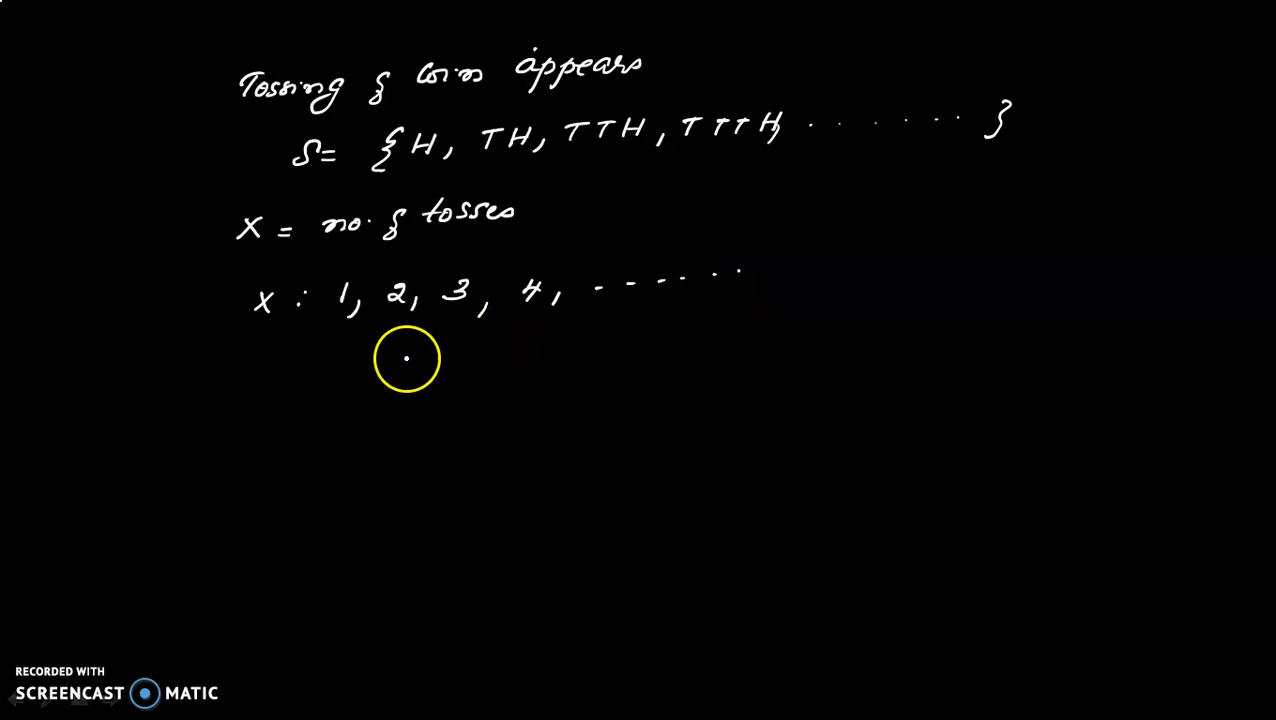 Tossing of coin appears
S= {H, TH, TTH, TTTH, ...... }
X = no. of tosses
x : 1, 2, 3, 4, -------
RECORDED WITH
SCREENCAST MATIC